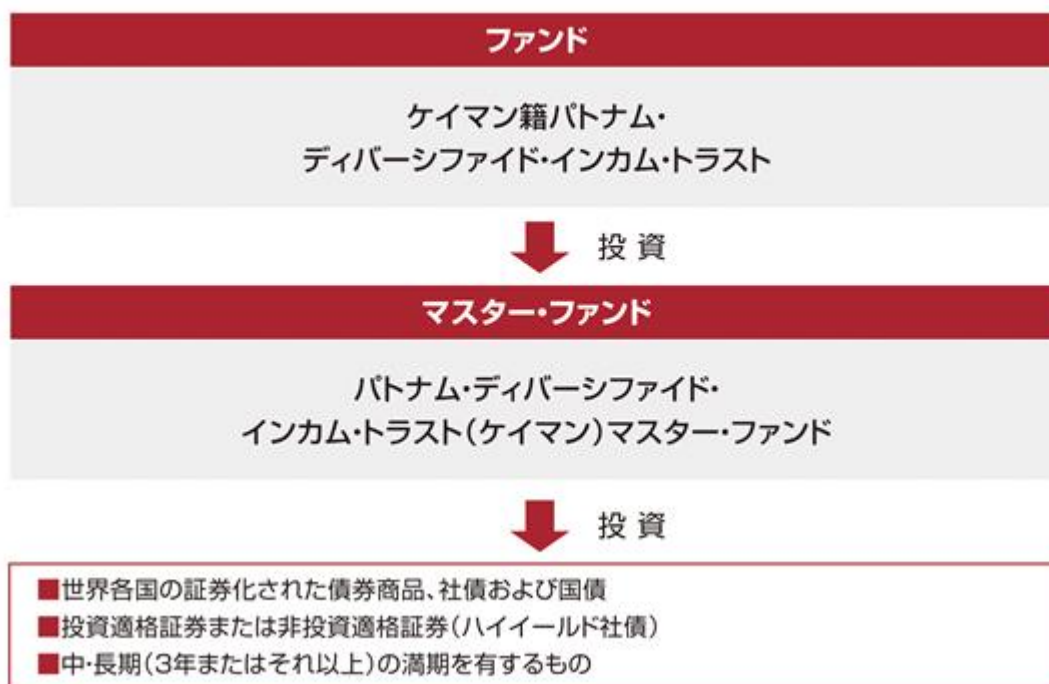 ファンド
ケイマン籍パトナム・
ディバーシファイド・インカム・トラスト
投資
マスター・ファンド
パトナム・ディバーシファイド・
インカム・トラスト(ケイマン)マスター・ファンド
投資
■世界各国の証券化された債券商品、社債および国債
■投資適格証券または非投資適格証券(ハイイールド社債)
■中・長期(3年またはそれ以上)の満期を有するもの